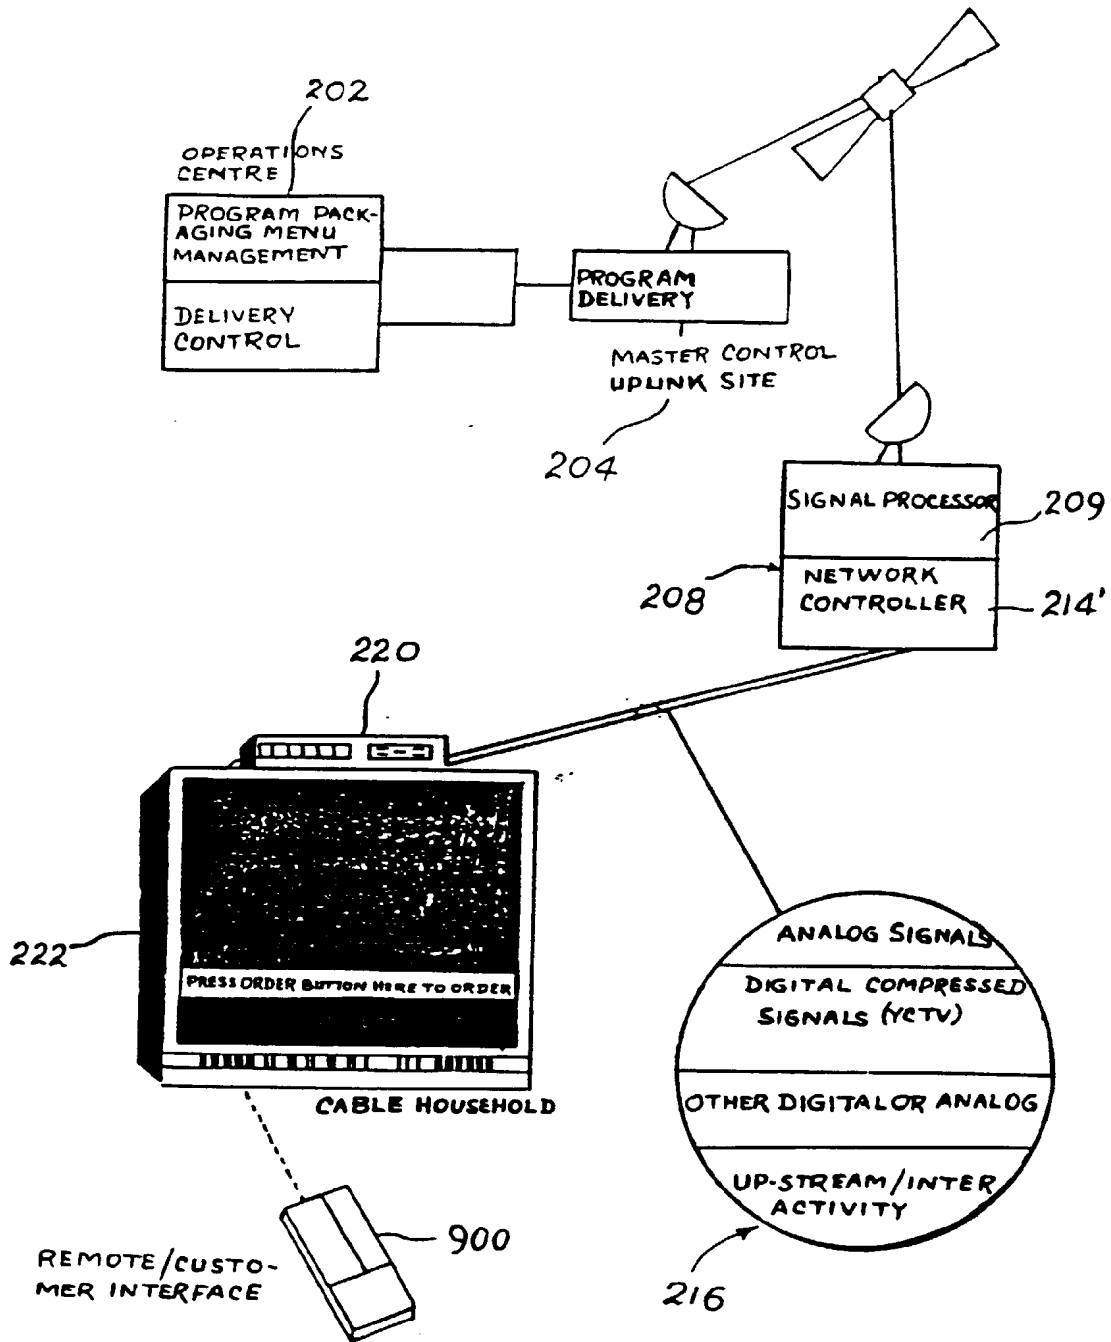 202
OPERATIONS
CENTRE
PROGRAM PACK-
AGING MENU
MANAGEMENT
DELIVERY
CONTROL
PROGRAM
DELIVERY
MASTER CONTROL
UPLINK SITE
204
SIGNAL PROCESSOR
209
208
NETWORK
CONTROLLER
214'
220
222
PRESS ORDER BUTTON HERE TO ORDER
CABLE HOUSEHOLD
ANALOG SIGNALS
DIGITAL COMPRESSED
SIGNALS (YCTV)
OTHER DIGITAL OR ANALOG
UP-STREAM/INTER
ACTIVITY
216
900
REMOTE/CUSTO-
MER INTERFACE